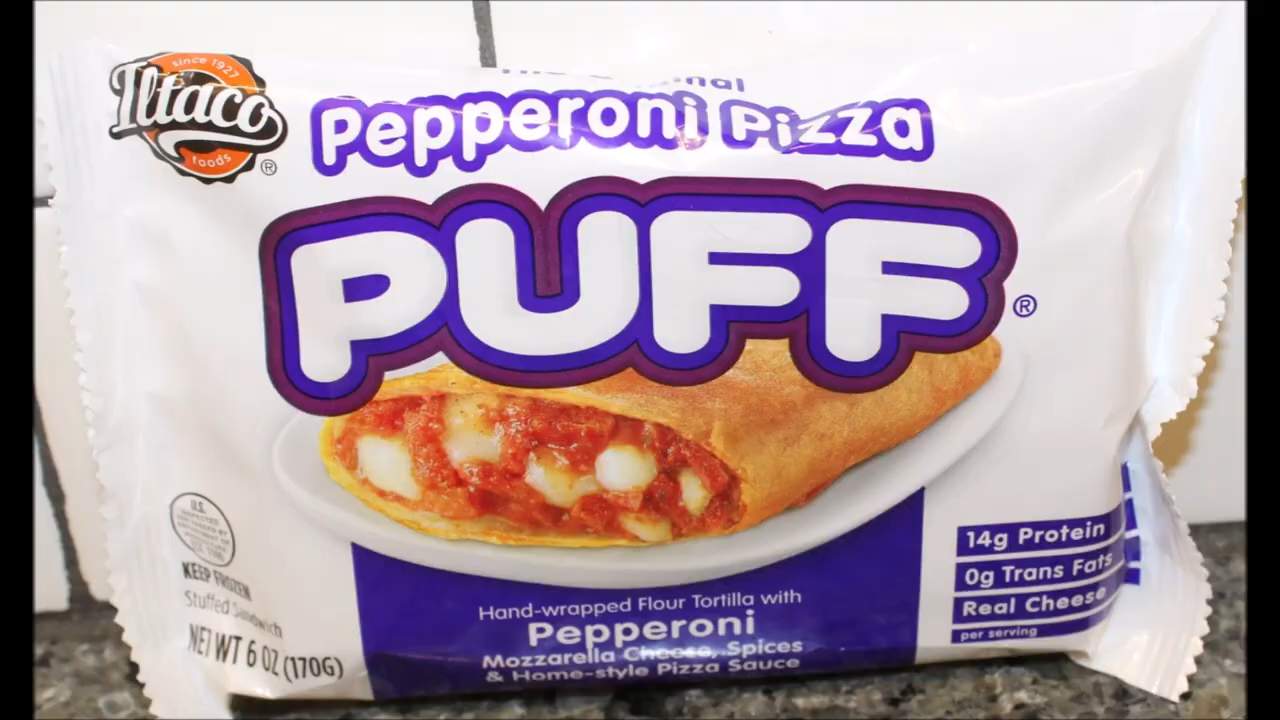 since 1927
Iltaco
foods
®
Pepperoni Pizza
PUFF
®
U.S.
KEEP FROZEN
Stuffed Sandwich
NET WT 6 OZ (170G)
Hand-wrapped Flour Tortilla with
Pepperoni
Mozzarella Cheese, Spices
& Home-style Pizza Sauce
14g Protein
0g Trans Fats
Real Cheese
per serving